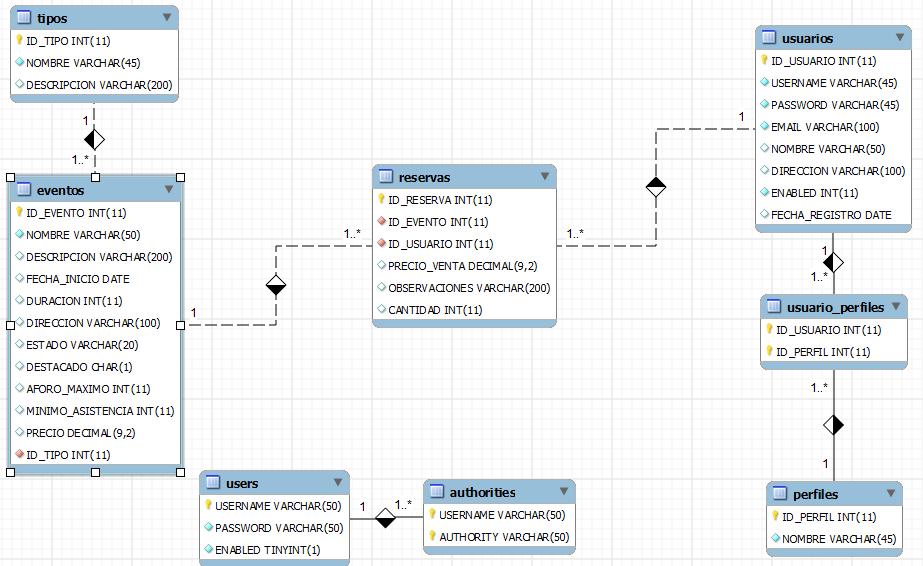 tipos
ID_TIPO INT(11)
NOMBRE VARCHAR(45)
DESCRIPCION VARCHAR(200)
1
1..*
eventos
ID_EVENTO INT(11)
NOMBRE VARCHAR(50)
DESCRIPCION VARCHAR(200)
FECHA_INICIO DATE
DURACION INT(11)
DIRECCION VARCHAR(100)
ESTADO VARCHAR(20)
DESTACADO CHAR(1)
AFORO_MAXIMO INT(11)
MINIMO_ASISTENCIA INT(11)
PRECIO DECIMAL(9,2)
ID_TIPO INT(11)
1
1..*
reservas
ID_RESERVA INT(11)
ID_EVENTO INT(11)
ID_USUARIO INT(11)
PRECIO_VENTA DECIMAL(9,2)
OBSERVACIONES VARCHAR(200)
CANTIDAD INT(11)
1..*
1
usuarios
ID_USUARIO INT(11)
USERNAME VARCHAR(45)
PASSWORD VARCHAR(45)
EMAIL VARCHAR(100)
NOMBRE VARCHAR(50)
DIRECCION VARCHAR(100)
ENABLED INT(11)
FECHA_REGISTRO DATE
1
1..*
usuario_perfiles
ID_USUARIO INT(11)
ID_PERFIL INT(11)
1..*
1
perfiles
ID_PERFIL INT(11)
NOMBRE VARCHAR(45)
users
USERNAME VARCHAR(50)
PASSWORD VARCHAR(50)
ENABLED TINYINT(1)
1
1..*
authorities
USERNAME VARCHAR(50)
AUTHORITY VARCHAR(50)